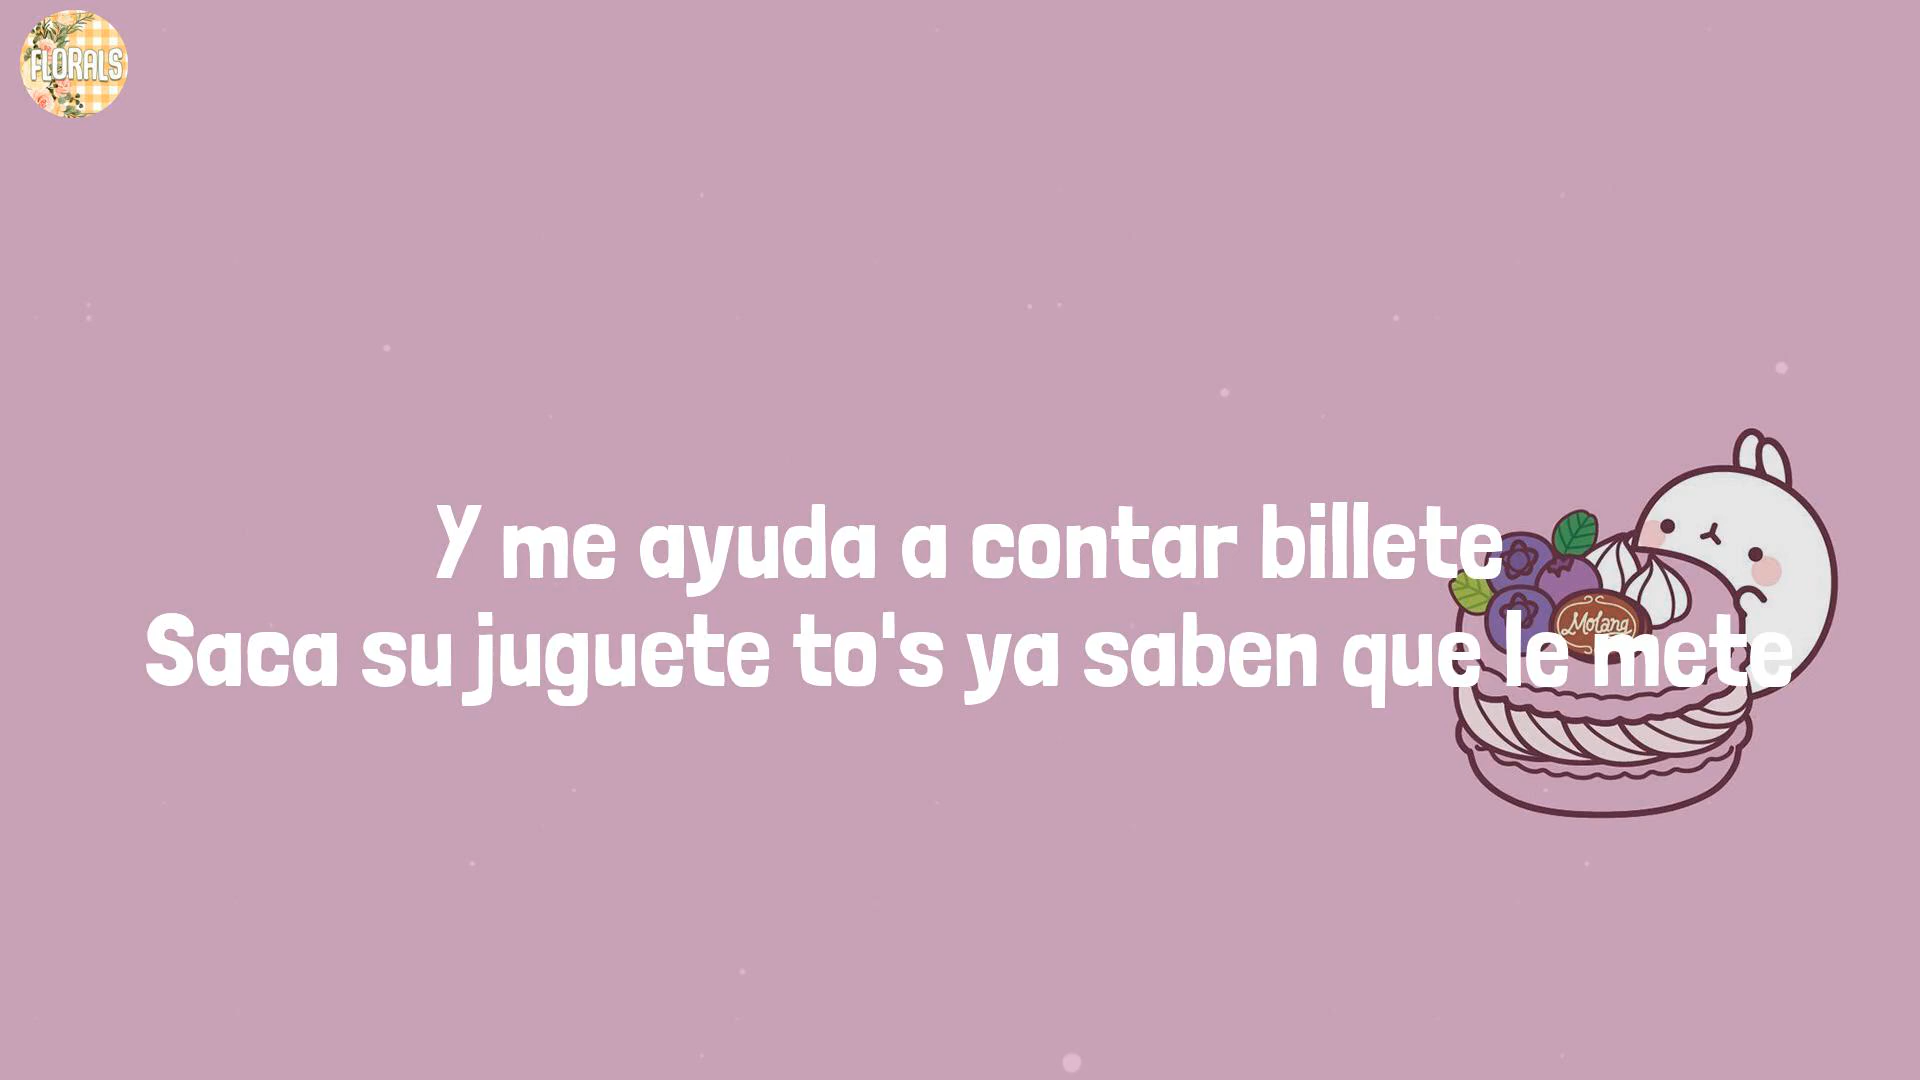 FLORALS
Y me ayuda a contar billete
Saca su juguete to's ya saben que le mete
Molang